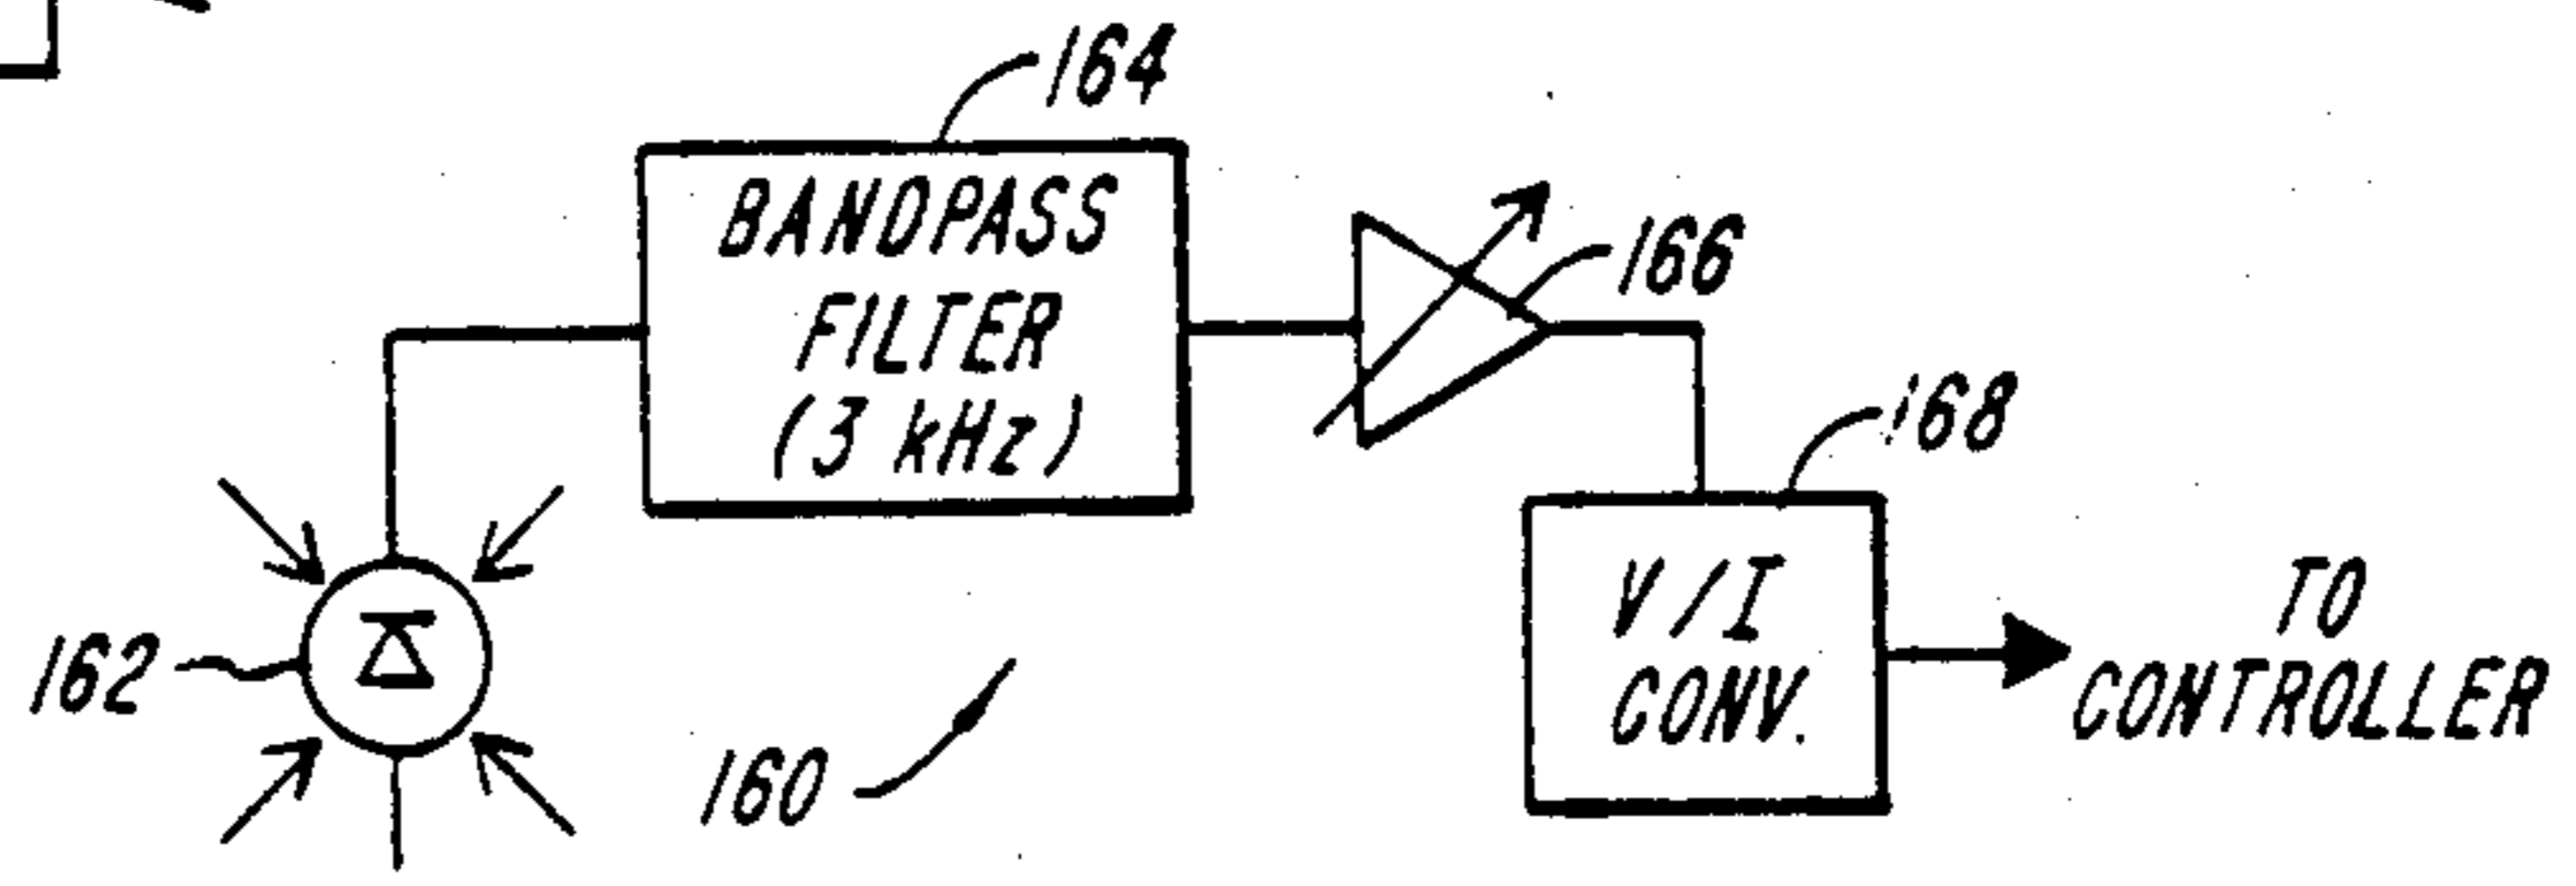 164
BANDPASS
FILTER
(3 kHz)
166
168
V/I
CONV.
TO
CONTROLLER
162
160